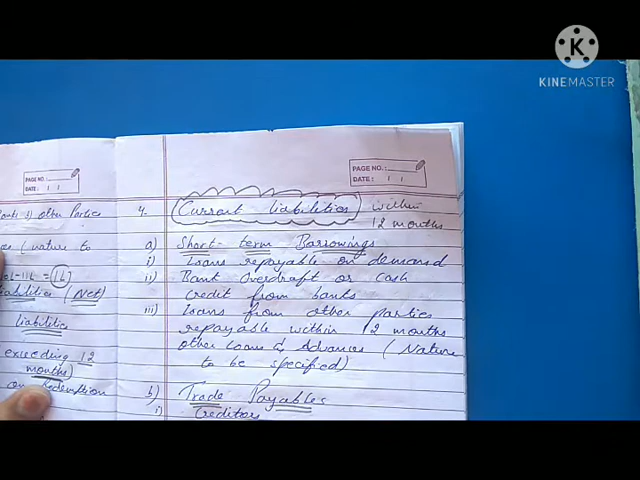 K
KINEMASTER
PAGE NO.:
DATE: / /
other Parties
(Nature to
= 1L
liabilities (Net)
liabilities
exceeding 12
months)
on Redemption
PAGE NO.:
DATE: / /
4. Current liabilities within
12 months
a) Short-term Borrowings
i) Loans repayable on demand
ii) Bank Overdraft or Cash
Credit from banks
iii) Loans from other parties
repayable within 12 months
other loans & Advances (Nature
to be specified)
b) Trade Payables
i) Creditors